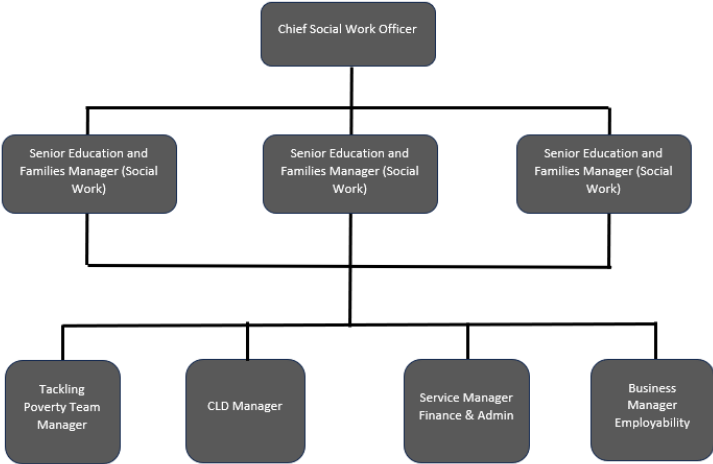 Chief Social Work Officer
Senior Education and
Families Manager (Social
Work)
Senior Education and
Families Manager (Social
Work)
Senior Education and
Families Manager (Social
Work)
Tackling
Poverty Team
Manager
CLD Manager
Service Manager
Finance & Admin
Business
Manager
Employability